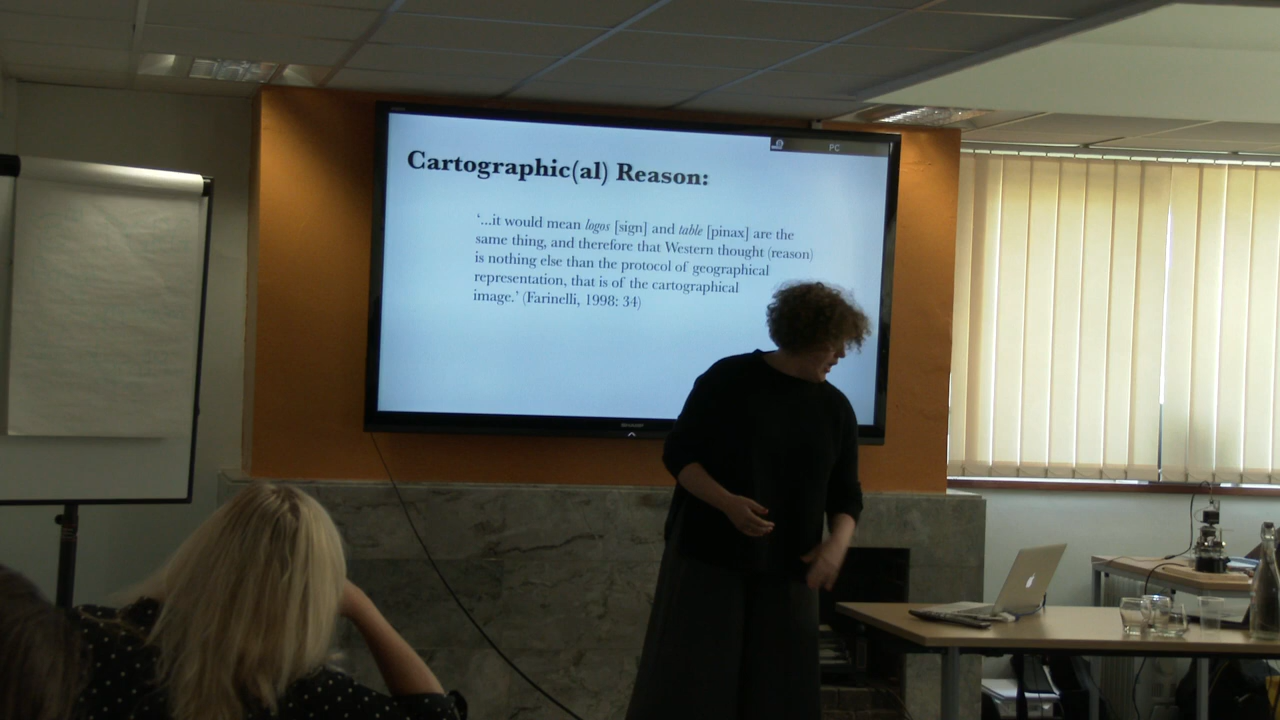 PC
Cartographic(al) Reason:
‘...it would mean logos [sign] and table [pinax] are the
same thing, and therefore that Western thought (reason)
is nothing else than the protocol of geographical
representation, that is of the cartographical
image.’ (Farinelli, 1998: 34)
SHARP